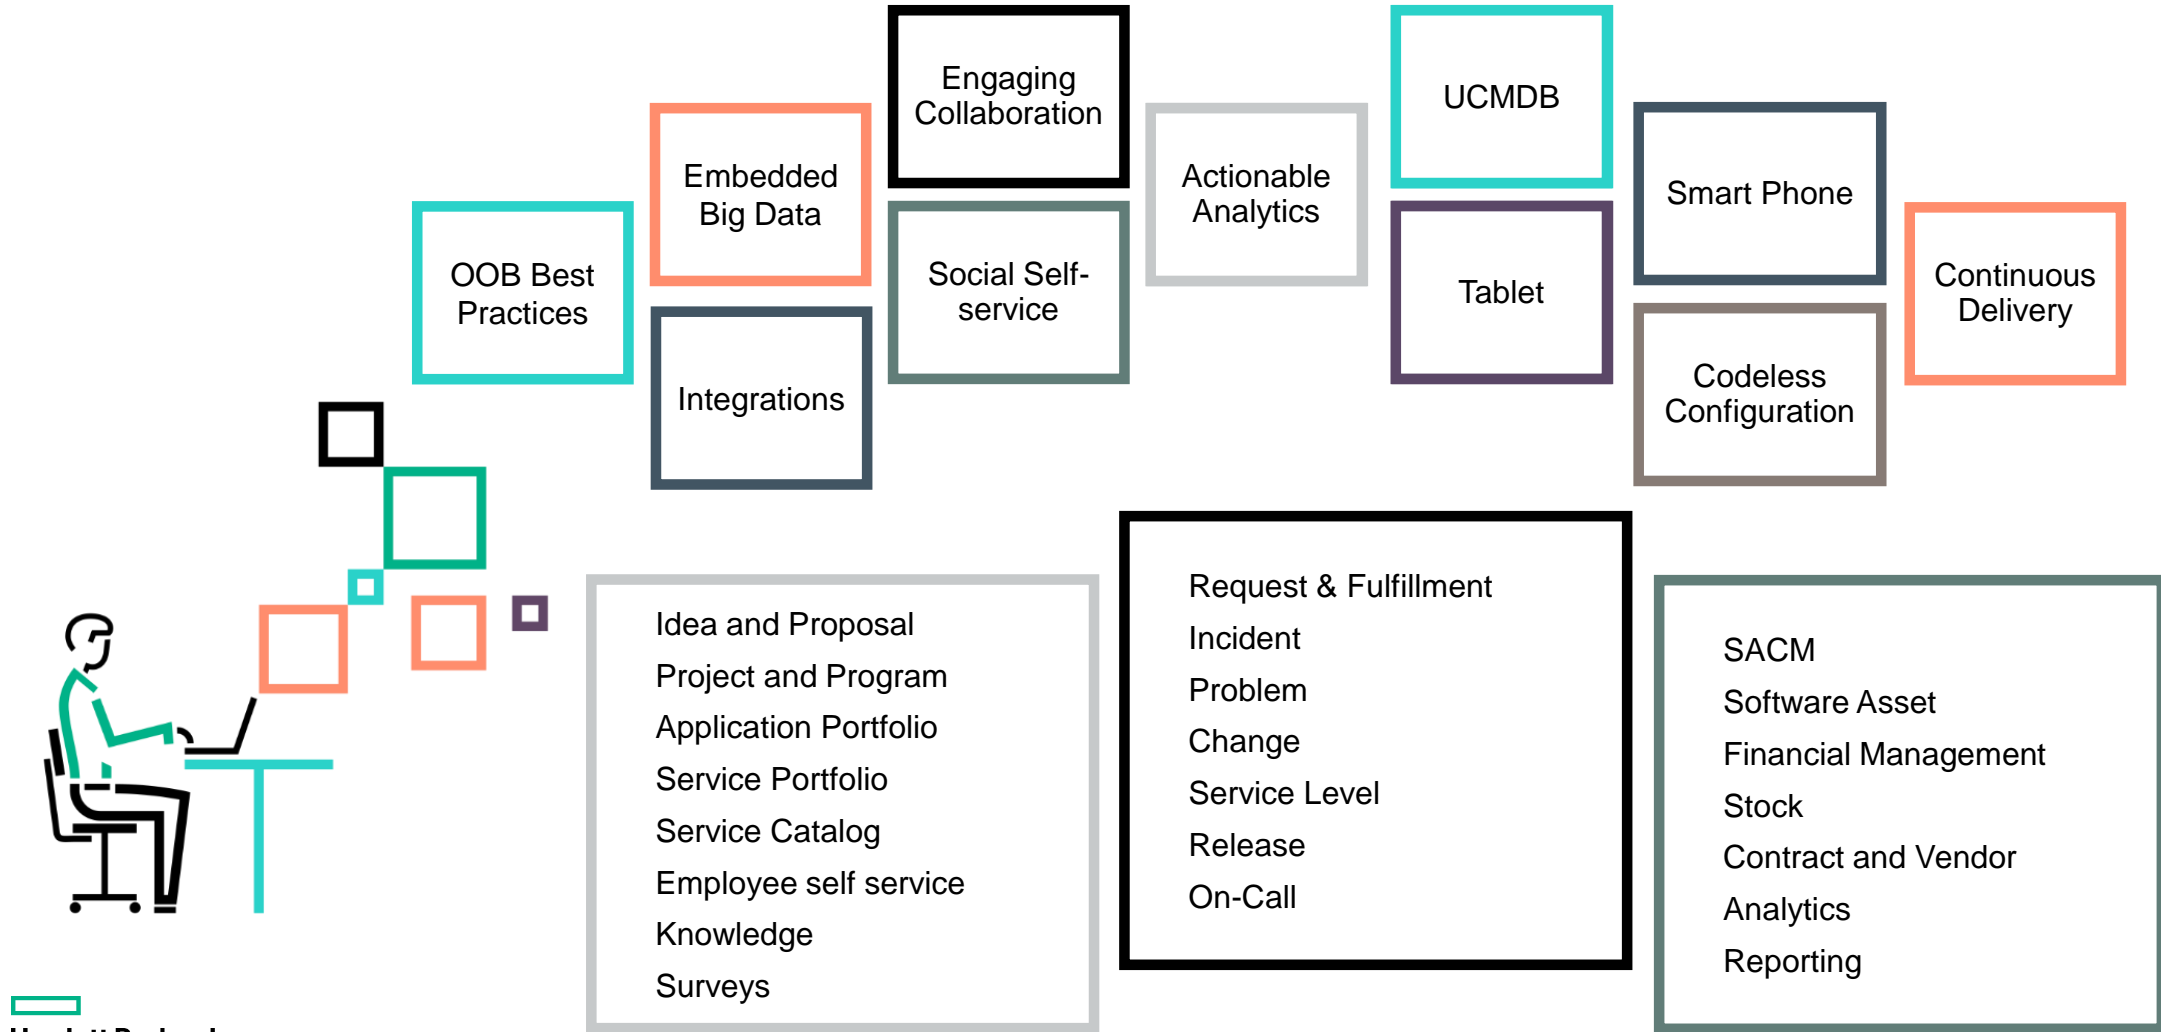 Engaging
Collaboration
UCMDB
Embedded
Big Data
Actionable
Analytics
Smart Phone
OOB Best
Practices
Social Self-
service
Tablet
Continuous
Delivery
Integrations
Codeless
Configuration
Idea and Proposal
Project and Program
Application Portfolio
Service Portfolio
Service Catalog
Employee self service
Knowledge
Surveys
Request & Fulfillment
Incident
Problem
Change
Service Level
Release
On-Call
SACM
Software Asset
Financial Management
Stock
Contract and Vendor
Analytics
Reporting